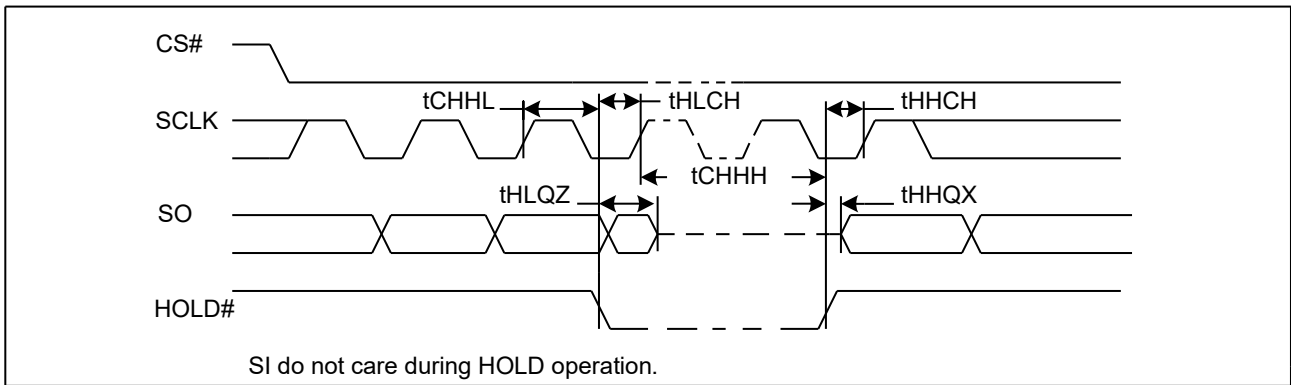 CS#
tCHHL
tHLCH
tHHCH
SCLK
tCHHH
tHLQZ
tHHQX
SO
HOLD#
SI do not care during HOLD operation.